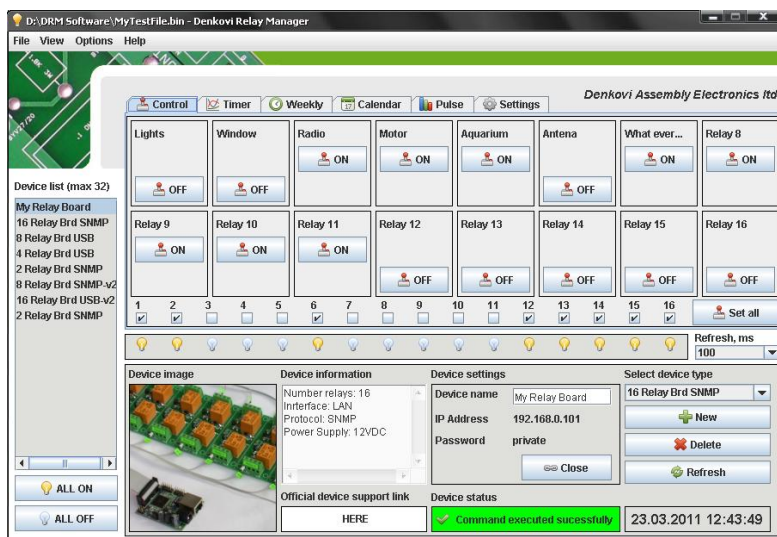 D:\DRM Software\MyTestFile.bin - Denkovi Relay Manager
File View Options Help
Denkovi Assembly Electronics ltd
Control Timer Weekly Calendar Pulse Settings
Lights Window Radio Motor Aquarium Antena What ever... Relay 8
ON ON ON ON ON
OFF OFF OFF
Device list (max 32)
My Relay Board
16 Relay Brd SNMP
8 Relay Brd USB
4 Relay Brd USB
2 Relay Brd SNMP
8 Relay Brd SNMP-v2
16 Relay Brd USB-v2
2 Relay Brd SNMP
Relay 9 Relay 10 Relay 11 Relay 12 Relay 13 Relay 14 Relay 15 Relay 16
ON ON ON
OFF OFF OFF OFF OFF
1 2 3 4 5 6 7 8 9 10 11 12 13 14 15 16
Set all
Refresh, ms
100
Device image
Device information
Number relays: 16
Inrterface: LAN
Protocol: SNMP
Power Supply: 12VDC
Official device support link
HERE
Device settings
Device name My Relay Board
IP Address 192.168.0.101
Password private
Close
Device status
Command executed sucessfully
Select device type
16 Relay Brd SNMP
New
Delete
Refresh
23.03.2011 12:43:49
ALL ON
ALL OFF